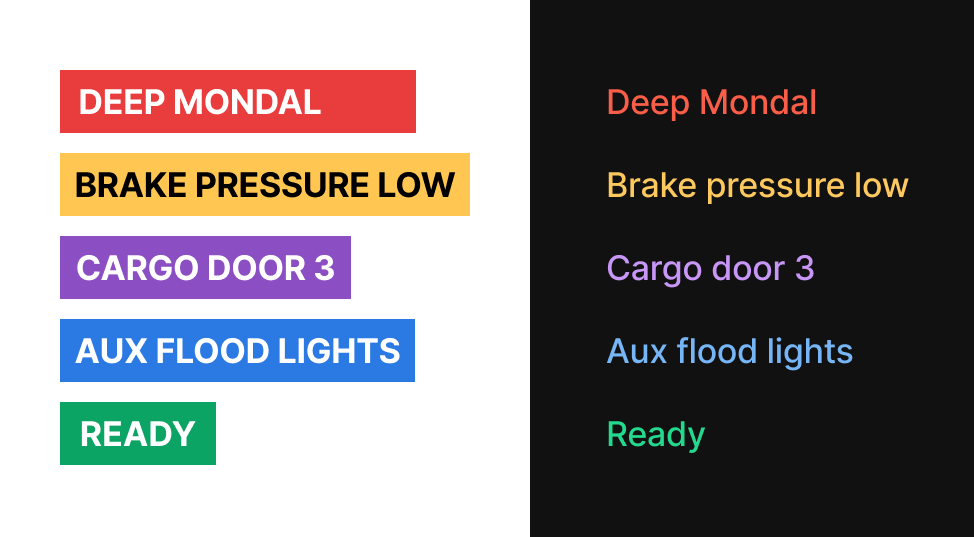 DEEP MONDAL
BRAKE PRESSURE LOW
CARGO DOOR 3
AUX FLOOD LIGHTS
READY
Deep Mondal
Brake pressure low
Cargo door 3
Aux flood lights
Ready